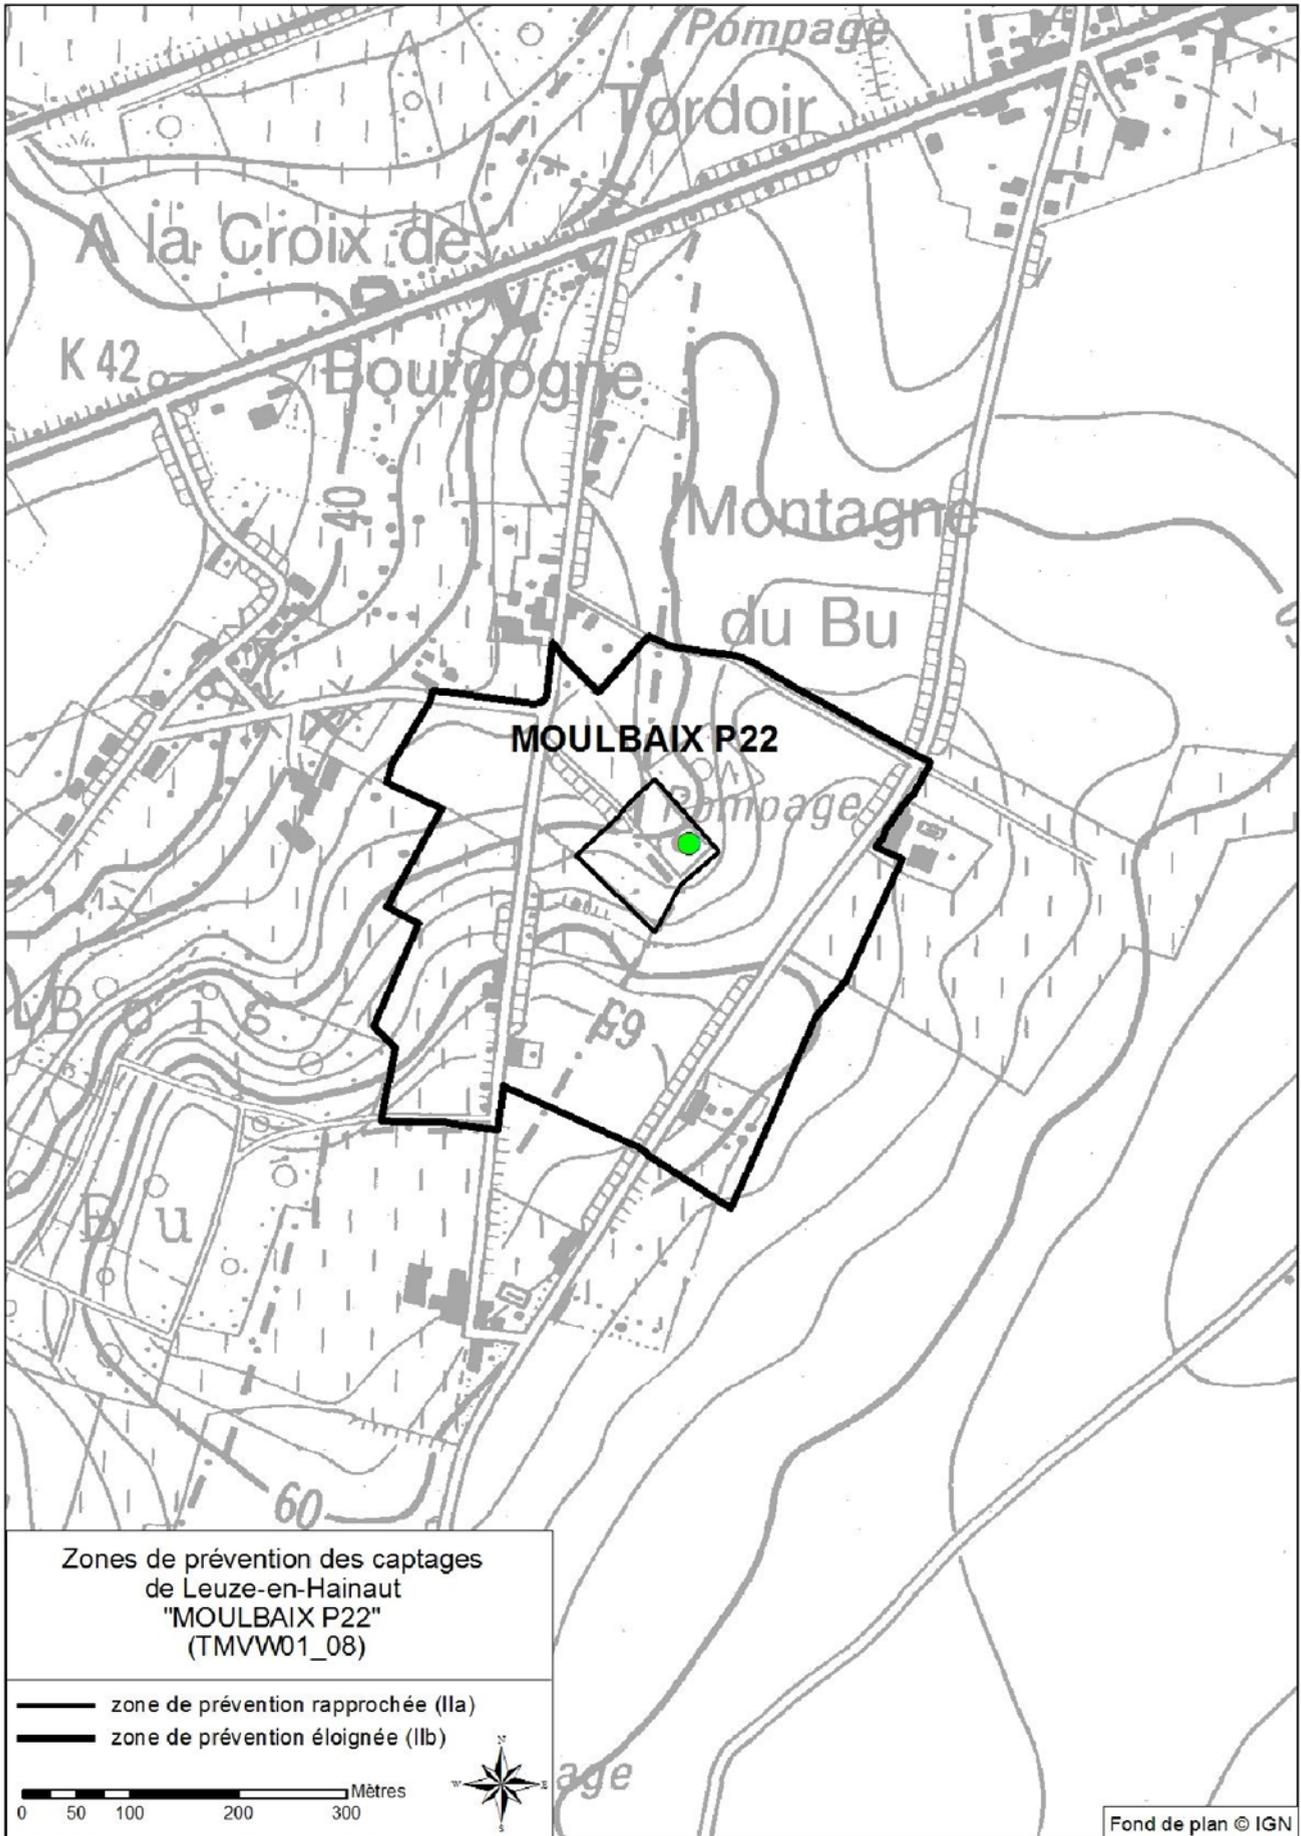 Pompage
Tordoir
A la Croix de
K 42
Bourgogne
40
Montagne
du Bu
MOULBAIX P22
Pompage
Bois
65
Bu
60
Zones de prévention des captages
de Leuze-en-Hainaut
"MOULBAIX P22"
(TMVW01_08)
zone de prévention rapprochée (IIa)
zone de prévention éloignée (IIb)
N
W E
S
age
Mètres
0 50 100 200 300
Fond de plan © IGN